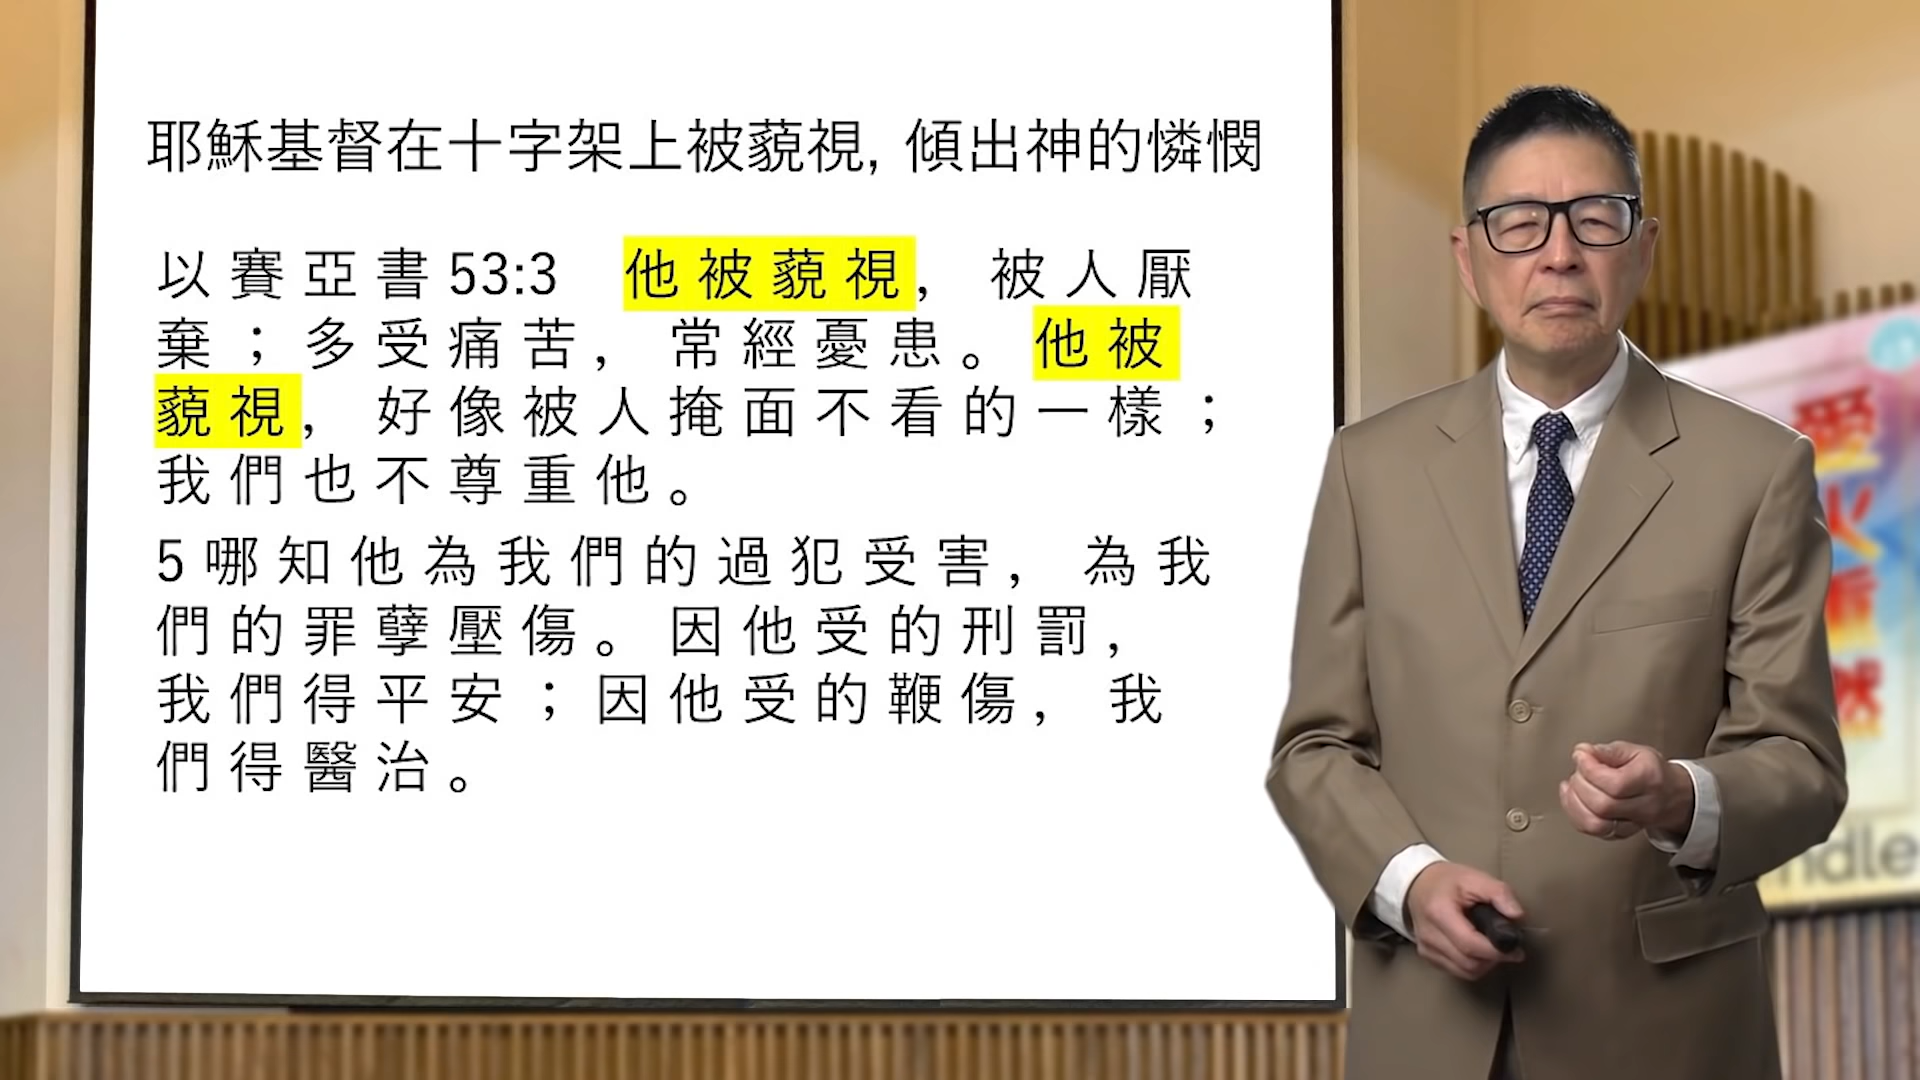 耶穌基督在十字架上被藐視, 傾出神的憐憫
以賽亞書53:3 他被藐視, 被人厭
棄；多受痛苦, 常經憂患。他被
藐視, 好像被人掩面不看的一樣；
我們也不尊重他。
5哪知他為我們的過犯受害, 為我
們的罪孽壓傷。因他受的刑罰,
我們得平安；因他受的鞭傷, 我
們得醫治。
愛
火
然
ndle